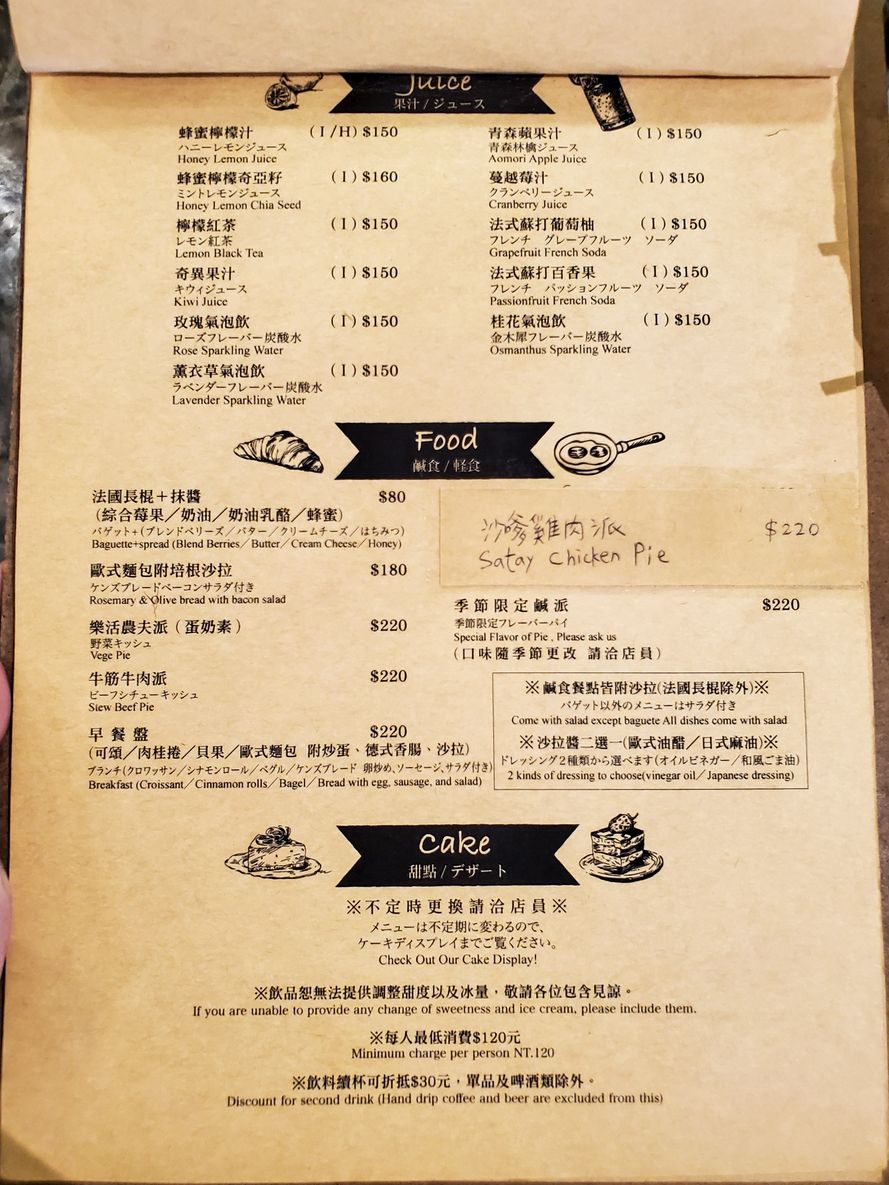 Juice
果汁 / ジュース
蜂蜜檸檬汁 ( I / H) $150
ハニーレモンジュース
Honey Lemon Juice
蜂蜜檸檬奇亞籽 ( I ) $160
ミントレモンジュース
Honey Lemon Chia Seed
檸檬紅茶 ( I ) $150
レモン紅茶
Lemon Black Tea
奇異果汁 ( I ) $150
キウィジュース
Kiwi Juice
玫瑰氣泡飲 ( I ) $150
ローズフレーバー炭酸水
Rose Sparkling Water
薰衣草氣泡飲 ( I ) $150
ラベンダーフレーバー炭酸水
Lavender Sparkling Water
青森蘋果汁 ( I ) $150
青森林檎ジュース
Aomori Apple Juice
蔓越莓汁 ( I ) $150
クランベリージュース
Cranberry Juice
法式蘇打葡萄柚 ( I ) $150
フレンチ グレープフルーツ ソーダ
Grapefruit French Soda
法式蘇打百香果 ( I ) $150
フレンチ パッションフルーツ ソーダ
Passionfruit French Soda
桂花氣泡飲 ( I ) $150
金木犀フレーバー炭酸水
Osmanthus Sparkling Water
Food
鹹食 / 軽食
法國長棍＋抹醬 $80
（綜合莓果／奶油／奶油乳酪／蜂蜜）
バゲット+（ブレンドベリーズ／バター／クリームチーズ／はちみつ）
Baguette+spread (Blend Berries／Butter／Cream Cheese／Honey)
歐式麵包附培根沙拉 $180
ケンズブレードベーコンサラダ付き
Rosemary & Olive bread with bacon salad
樂活農夫派（蛋奶素） $220
野菜キッシュ
Vege Pie
牛筋牛肉派 $220
ビーフシチューキッシュ
Stew Beef Pie
早餐盤 $220
(可頌／肉桂捲／貝果／歐式麵包 附炒蛋、德式香腸、沙拉)
ブランチ(クロワッサン／シナモンロール／ベグル／ケンズブレード 卵炒め、ソーセージ、サラダ付き)
Breakfast (Croissant／Cinnamon rolls／Bagel／Bread with egg, sausage, and salad)
沙爹雞肉派 $220
Satay Chicken Pie
季節限定鹹派 $220
季節限定フレーバーパイ
Special Flavor of Pie , Please ask us
（口味隨季節更改 請洽店員）
※鹹食餐點皆附沙拉(法國長棍除外)※
バゲット以外のメニューはサラダ付き
Come with salad except baguete All dishes come with salad
※沙拉醬二選一(歐式油醋／日式麻油)※
ドレッシング２種類から選べます(オイルビネガー／和風ごま油)
2 kinds of dressing to choose(vinegar oil／Japanese dressing)
Cake
甜點 / デザート
※不定時更換請洽店員※
メニューは不定期に変わるので、
ケーキディスプレイまでご覧ください。
Check Out Our Cake Display!
※飲品恕無法提供調整甜度以及冰量，敬請各位包含見諒。
If you are unable to provide any change of sweetness and ice cream, please include them.
※每人最低消費$120元
Minimum charge per person NT.120
※飲料續杯可折抵$30元，單品及啤酒類除外。
Discount for second drink (Hand drip coffee and beer are excluded from this)